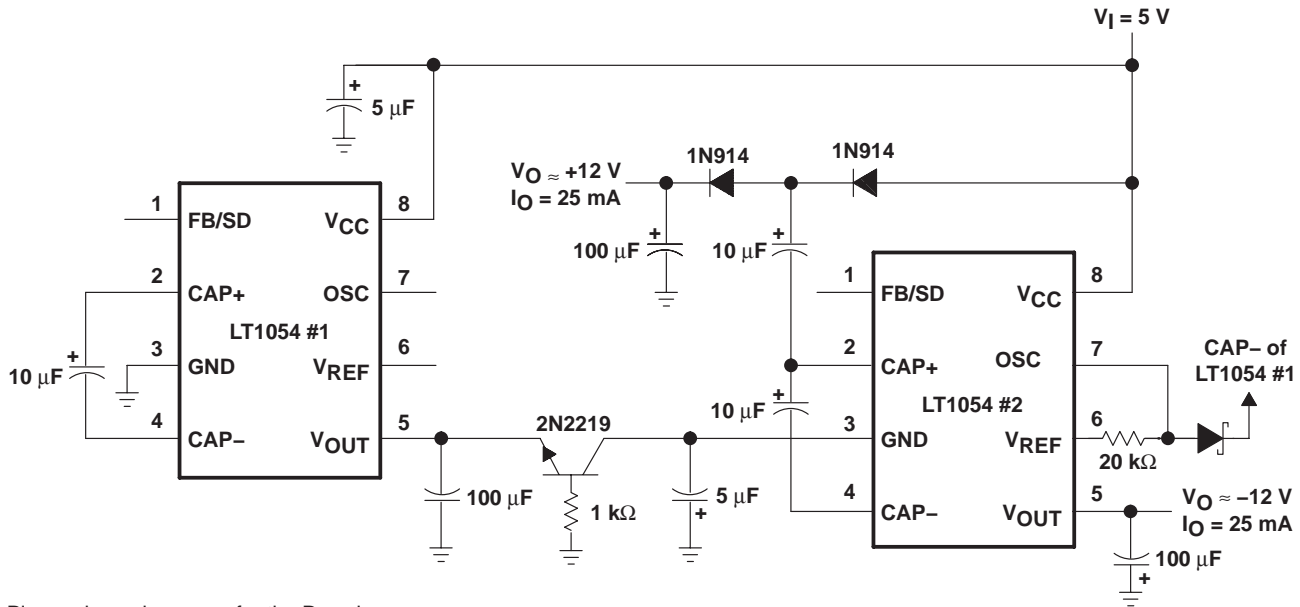 VI = 5 V
+
5 μF
1N914
1N914
VO ≈ +12 V
IO = 25 mA
+
100 μF
+
10 μF
1
FB/SD
VCC
8
2
CAP+
OSC
7
LT1054 #1
3
GND
VREF
6
4
CAP−
VOUT
5
+
10 μF
1
FB/SD
VCC
8
2
CAP+
OSC
7
LT1054 #2
3
GND
VREF
6
4
CAP−
VOUT
5
+
10 μF
CAP− of
LT1054 #1
20 kΩ
2N2219
100 μF
1 kΩ
5 μF
+
VO ≈ −12 V
IO = 25 mA
100 μF
+